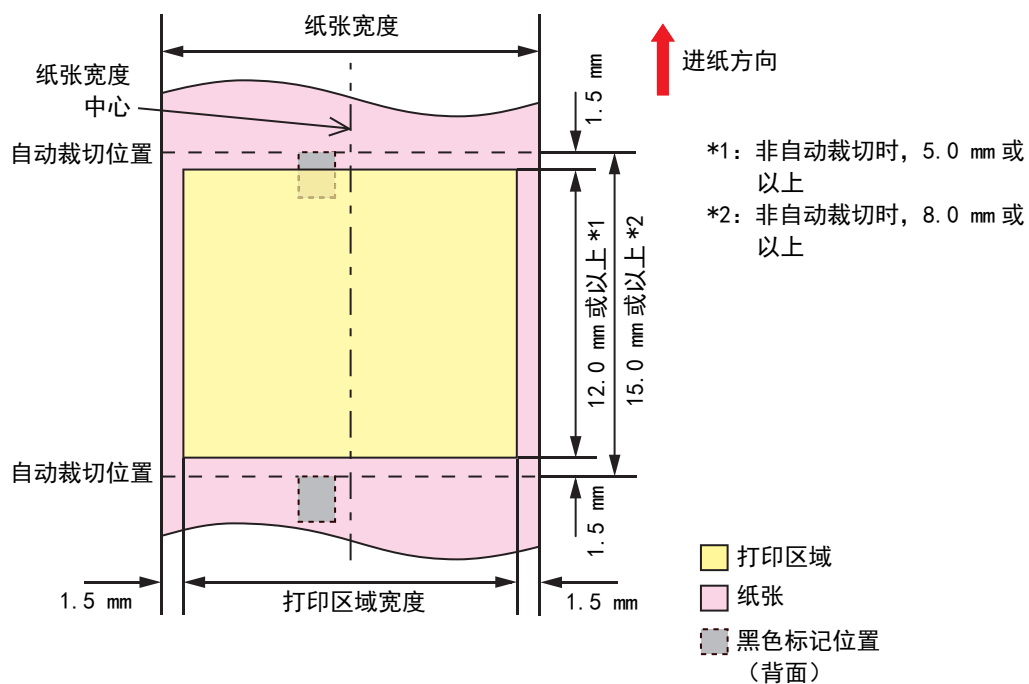 纸张宽度
进纸方向
1.5 mm
纸张宽度
中心
自动裁切位置
*1: 非自动裁切时, 5.0 mm 或
以上
*2: 非自动裁切时, 8.0 mm 或
以上
12.0 mm 或以上 *1
15.0 mm 或以上 *2
自动裁切位置
1.5 mm
1.5 mm
打印区域宽度
1.5 mm
打印区域
纸张
黑色标记位置
(背面)